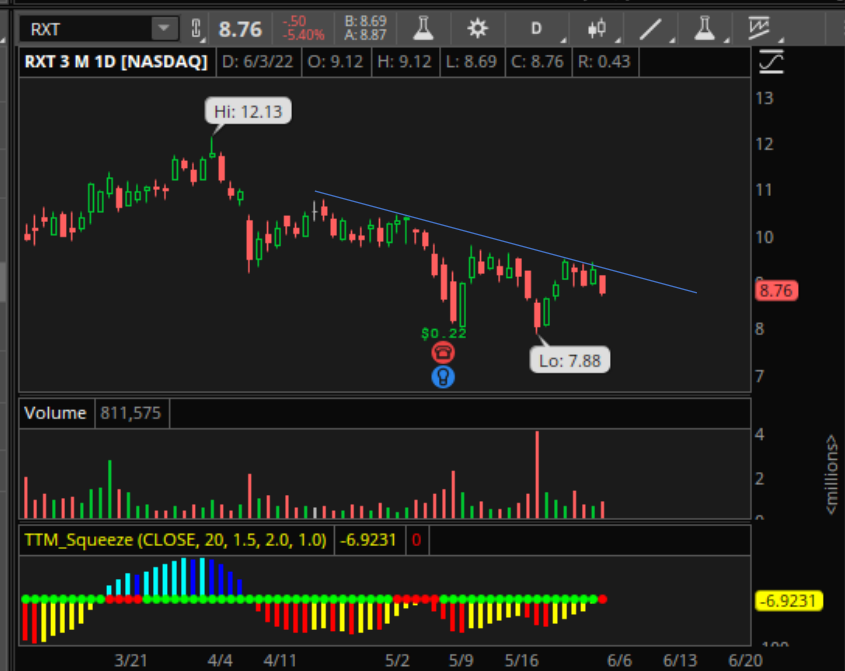 RXT 8.76 -.50 B: 8.69 D
-5.40% A: 8.87
RXT 3 M 1D [NASDAQ] D: 6/3/22 O: 9.12 H: 9.12 L: 8.69 C: 8.76 R: 0.43
Hi: 12.13
13
12
11
10
8.76
8
7
$0.22
Lo: 7.88
Volume 811,575
4
2
<millions>
TTM_Squeeze (CLOSE, 20, 1.5, 2.0, 1.0) -6.9231 0
-6.9231
3/21 4/4 4/11 5/2 5/9 5/16 6/6 6/13 6/20